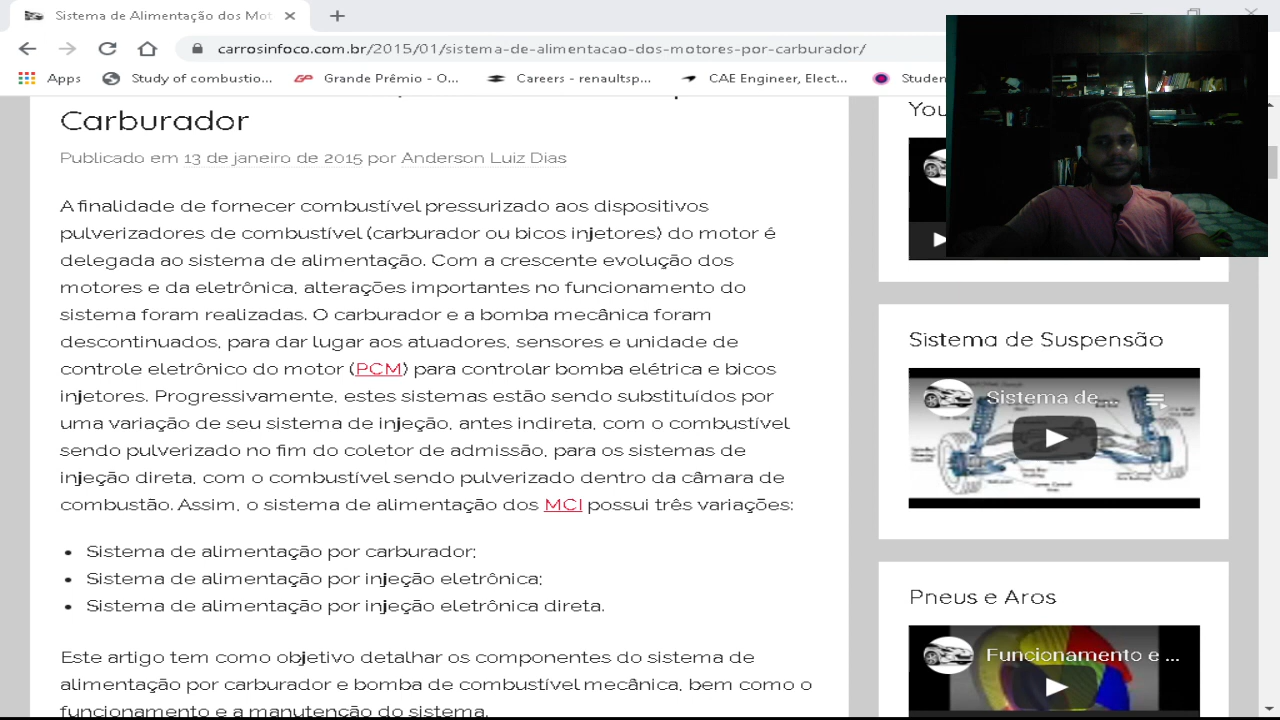 Sistema de Alimentação dos Mot
carrosinfoco.com.br/2015/01/sistema-de-alimentacao-dos-motores-por-carburador/
Apps
Study of combustio...
Grande Prêmio - O...
Careers - renaultsp...
CAE Engineer, Elect...
Studen
Carburador
Publicado em 13 de janeiro de 2015 por Anderson Luiz Dias
A finalidade de fornecer combustível pressurizado aos dispositivos
pulverizadores de combustível (carburador ou bicos injetores) do motor é
delegada ao sistema de alimentação. Com a crescente evolução dos
motores e da eletrônica, alterações importantes no funcionamento do
sistema foram realizadas. O carburador e a bomba mecânica foram
descontinuados, para dar lugar aos atuadores, sensores e unidade de
controle eletrônico do motor (PCM) para controlar bomba elétrica e bicos
injetores. Progressivamente, estes sistemas estão sendo substituídos por
uma variação de seu sistema de injeção, antes indireta, com o combustível
sendo pulverizado no fim do coletor de admissão, para os sistemas de
injeção direta, com o combustível sendo pulverizado dentro da câmara de
combustão. Assim, o sistema de alimentação dos MCI possui três variações:
• Sistema de alimentação por carburador;
• Sistema de alimentação por injeção eletrônica;
• Sistema de alimentação por injeção eletrônica direta.
Este artigo tem como objetivo detalhar os componentes do sistema de
alimentação por carburador e bomba de combustível mecânica, bem como o
funcionamento e a manutenção do sistema.
You
Sistema de Suspensão
Sistema de ...
Pneus e Aros
Funcionamento e ...